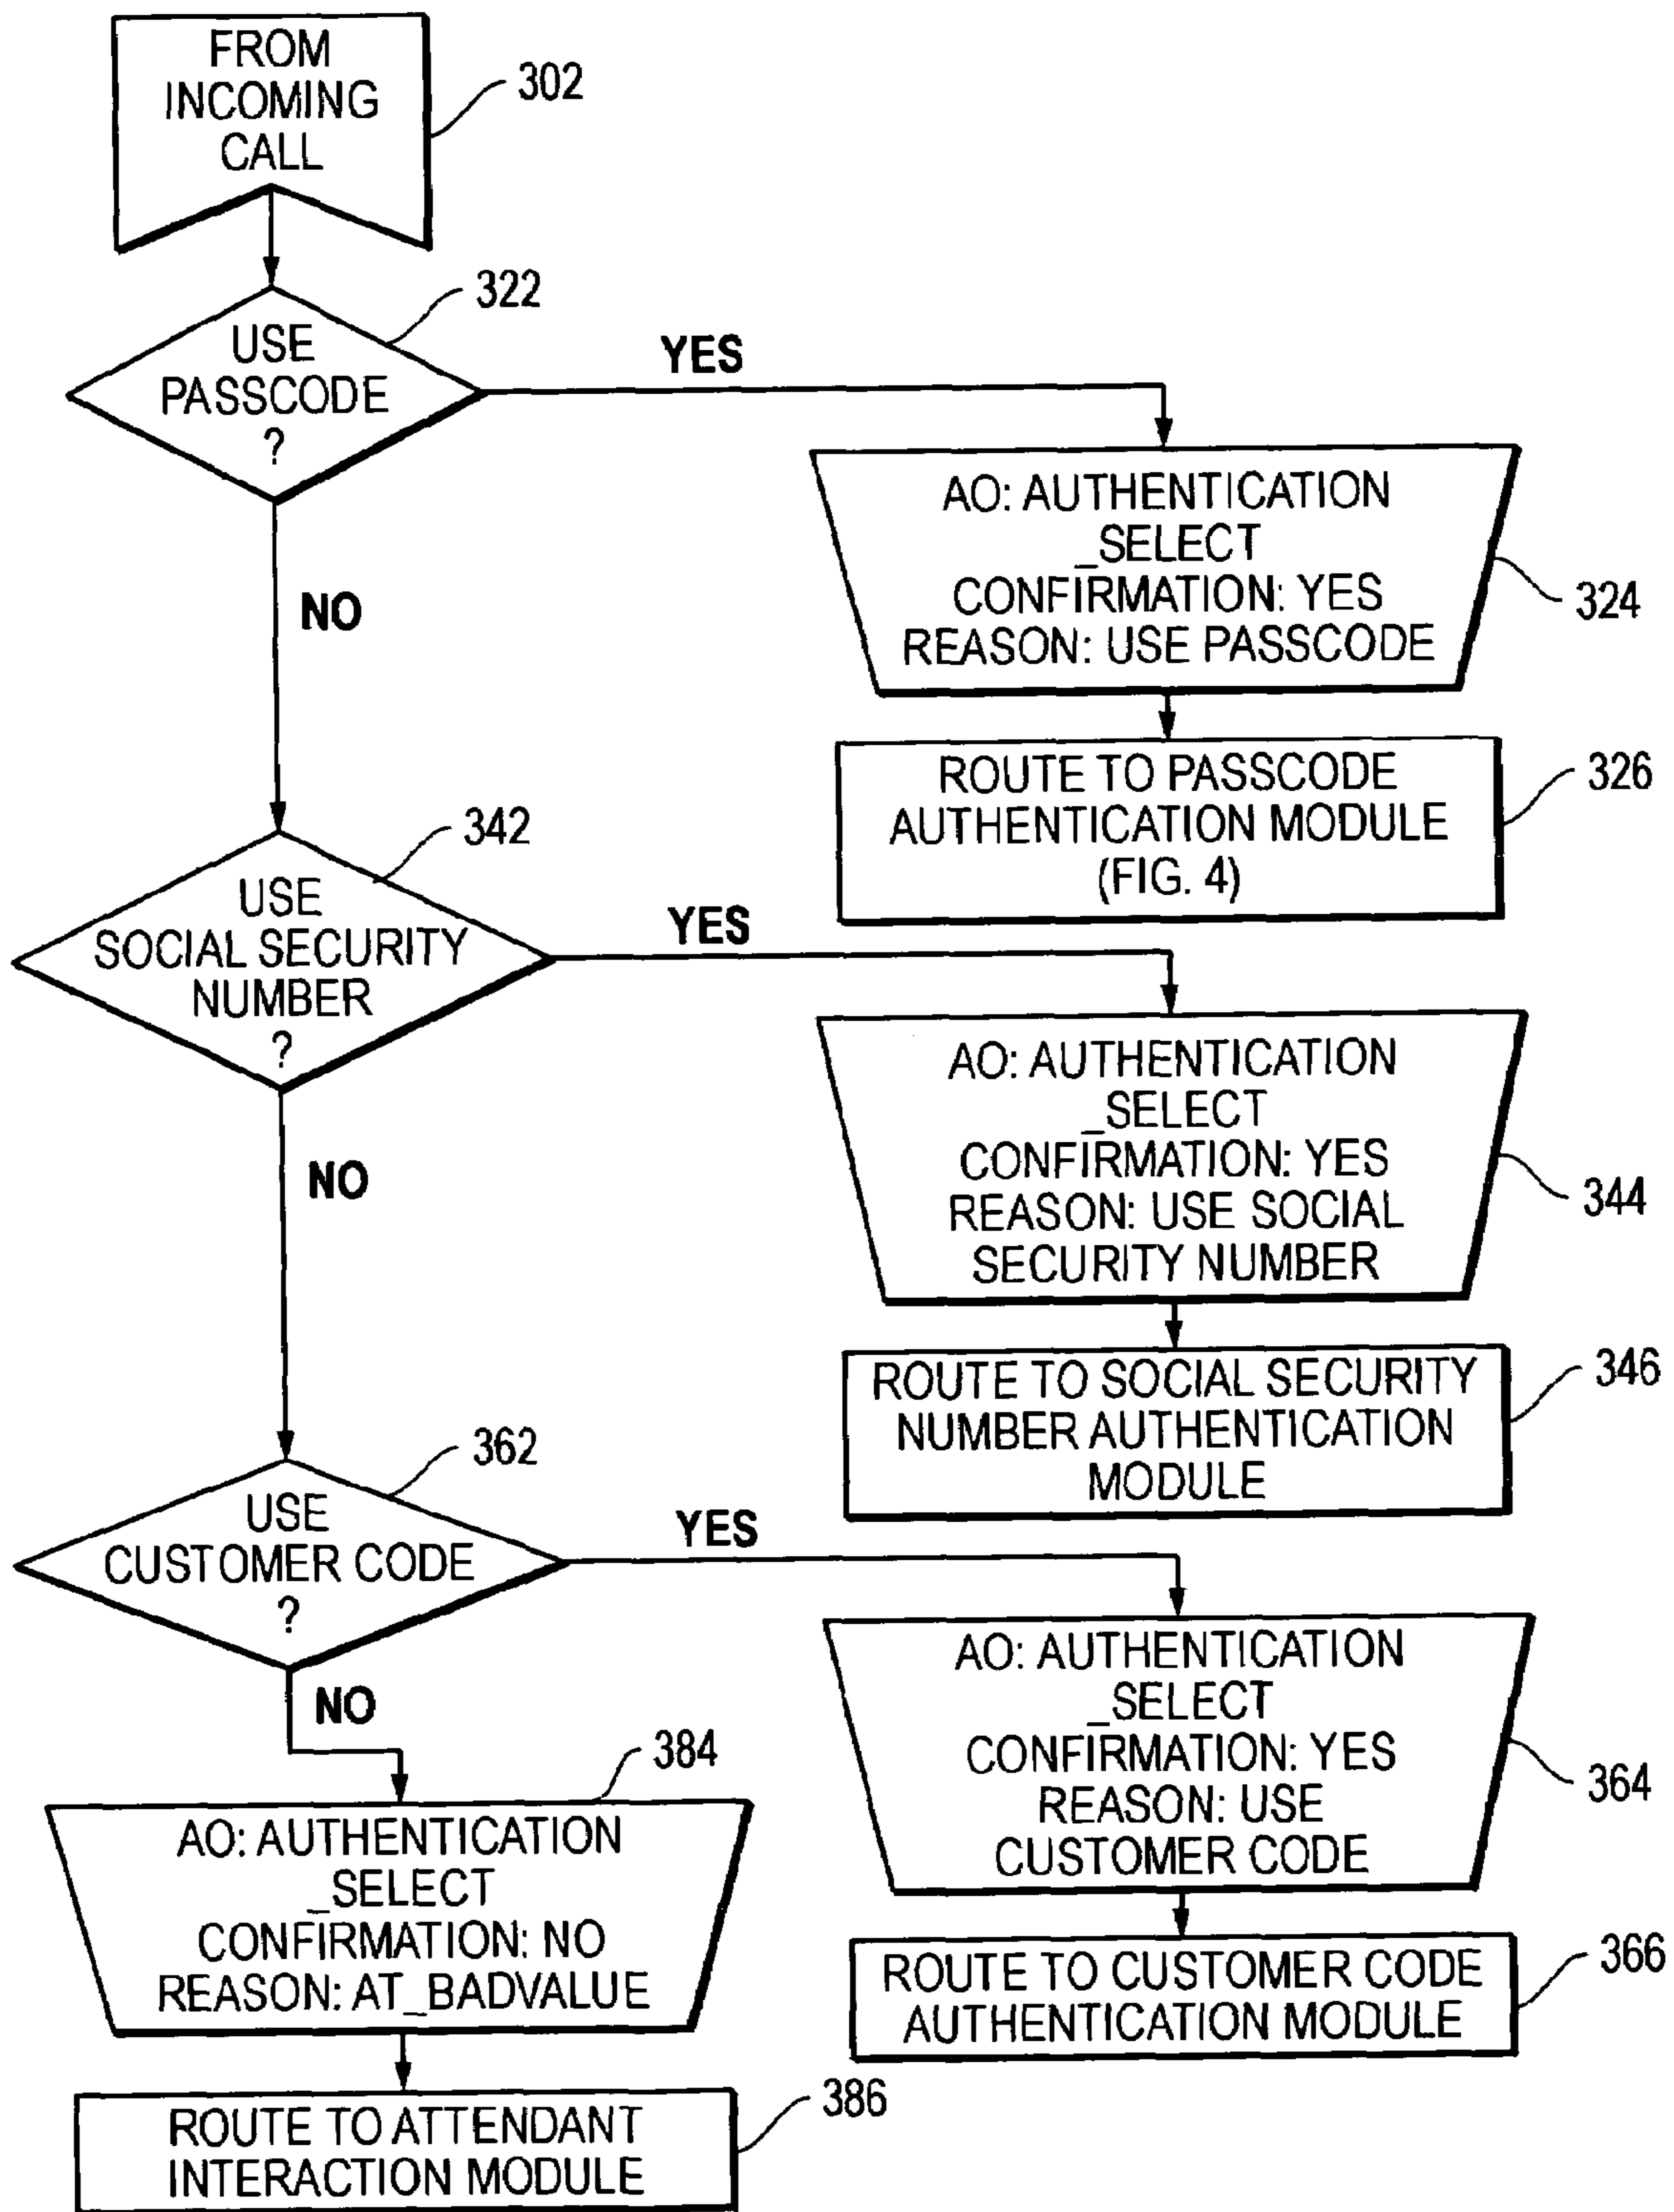 FROM
INCOMING
CALL
302
322
USE
PASSCODE
?
YES
NO
AO: AUTHENTICATION
_SELECT
CONFIRMATION: YES
REASON: USE PASSCODE
324
ROUTE TO PASSCODE
AUTHENTICATION MODULE
(FIG. 4)
326
342
USE
SOCIAL SECURITY
NUMBER
?
YES
NO
AO: AUTHENTICATION
_SELECT
CONFIRMATION: YES
REASON: USE SOCIAL
SECURITY NUMBER
344
ROUTE TO SOCIAL SECURITY
NUMBER AUTHENTICATION
MODULE
346
362
USE
CUSTOMER CODE
?
YES
NO
AO: AUTHENTICATION
_SELECT
CONFIRMATION: YES
REASON: USE
CUSTOMER CODE
364
ROUTE TO CUSTOMER CODE
AUTHENTICATION MODULE
366
384
AO: AUTHENTICATION
_SELECT
CONFIRMATION: NO
REASON: AT_BADVALUE
ROUTE TO ATTENDANT
INTERACTION MODULE
386